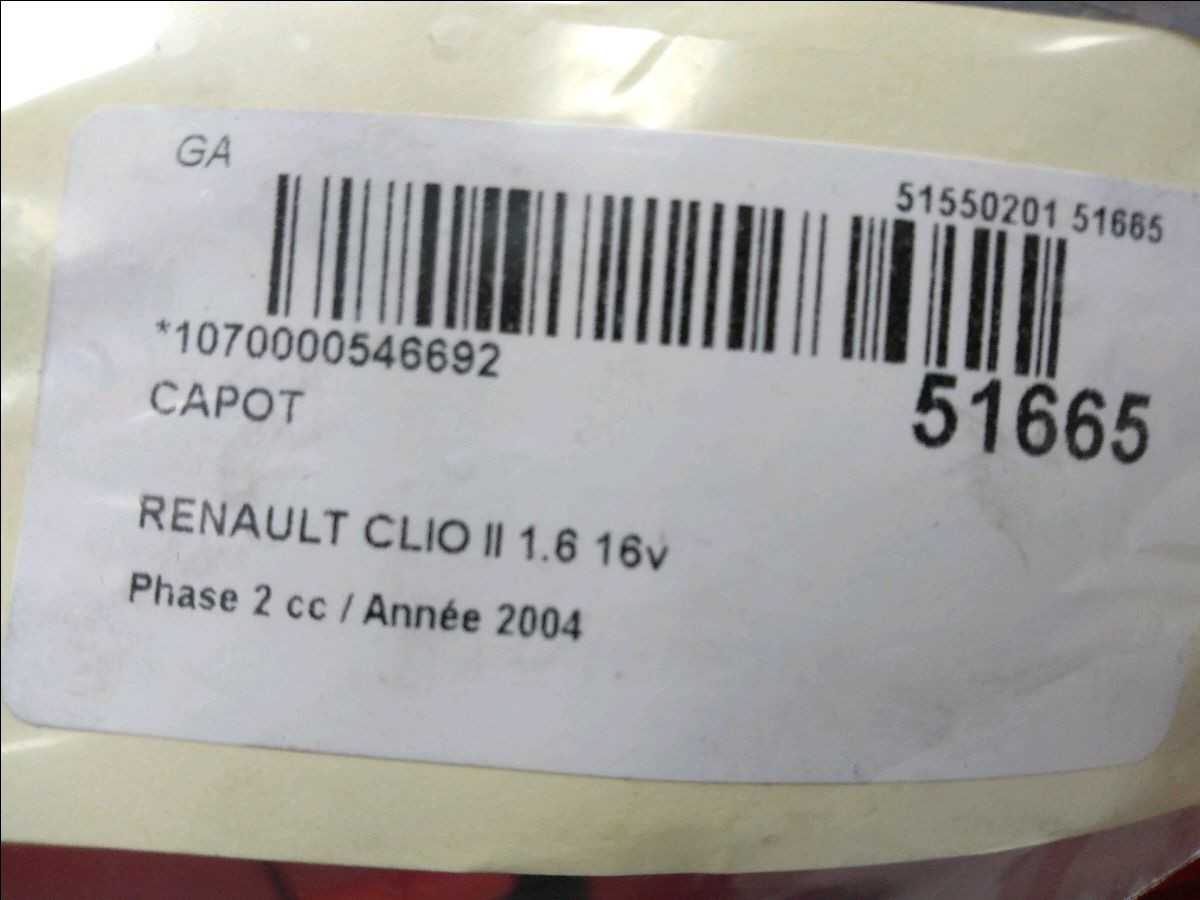 GA
51550201 51665
*1070000546692
CAPOT
51665
RENAULT CLIO II 1.6 16v
Phase 2 cc / Année 2004